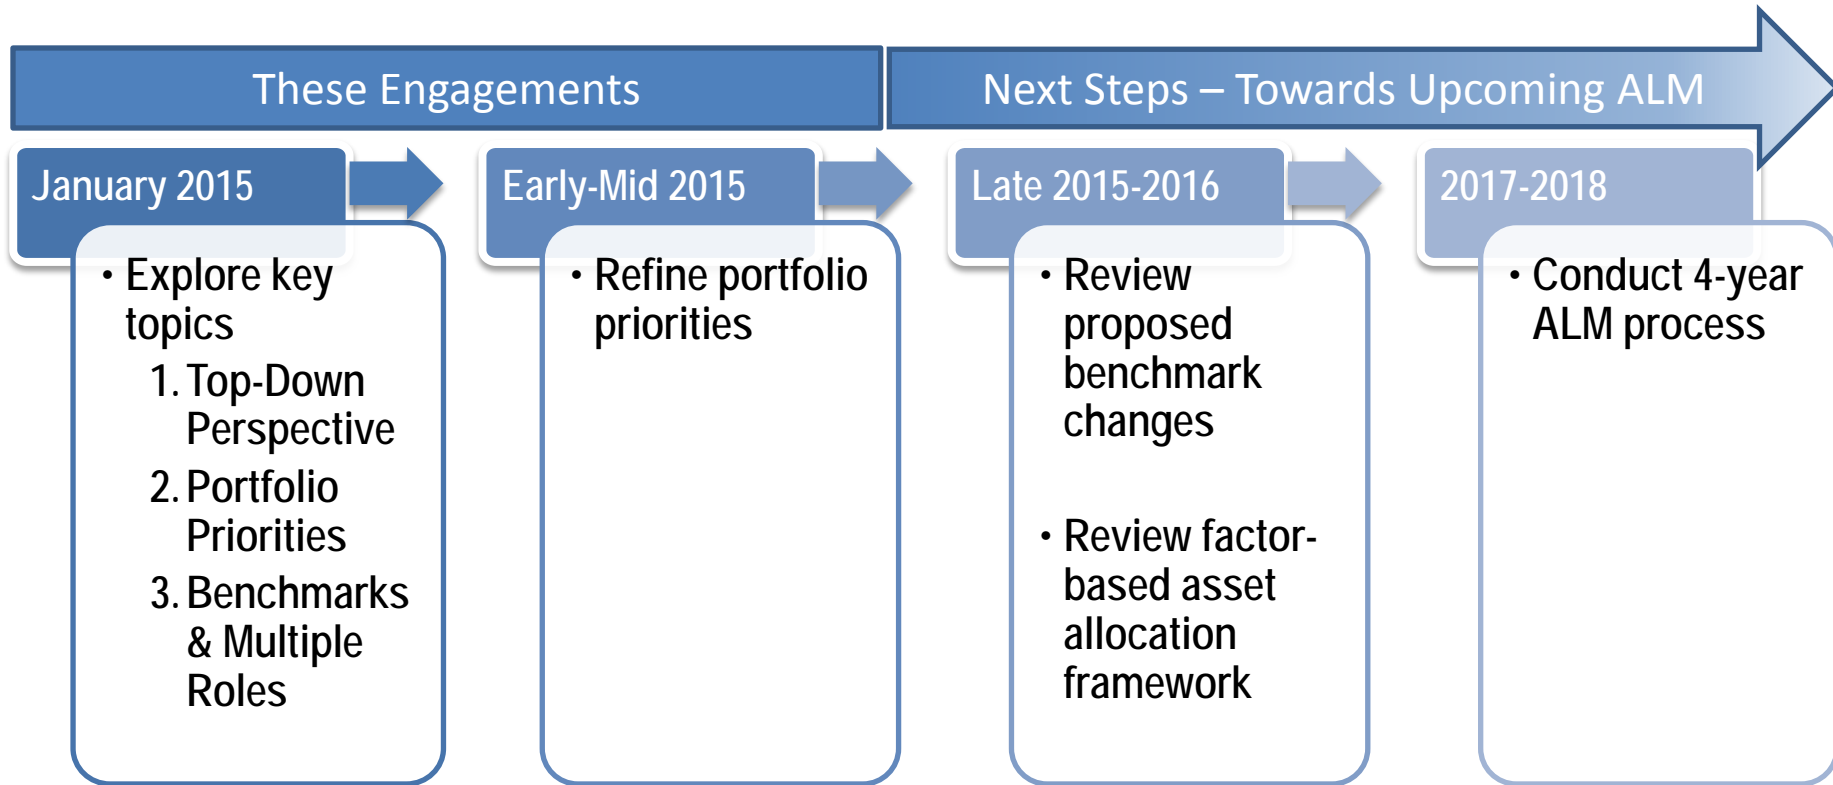 These Engagements
Next Steps – Towards Upcoming ALM
January 2015
• Explore key
topics
1. Top-Down
Perspective
2. Portfolio
Priorities
3. Benchmarks
& Multiple
Roles
Early-Mid 2015
• Refine portfolio
priorities
Late 2015-2016
• Review
proposed
benchmark
changes
• Review factor-
based asset
allocation
framework
2017-2018
• Conduct 4-year
ALM process